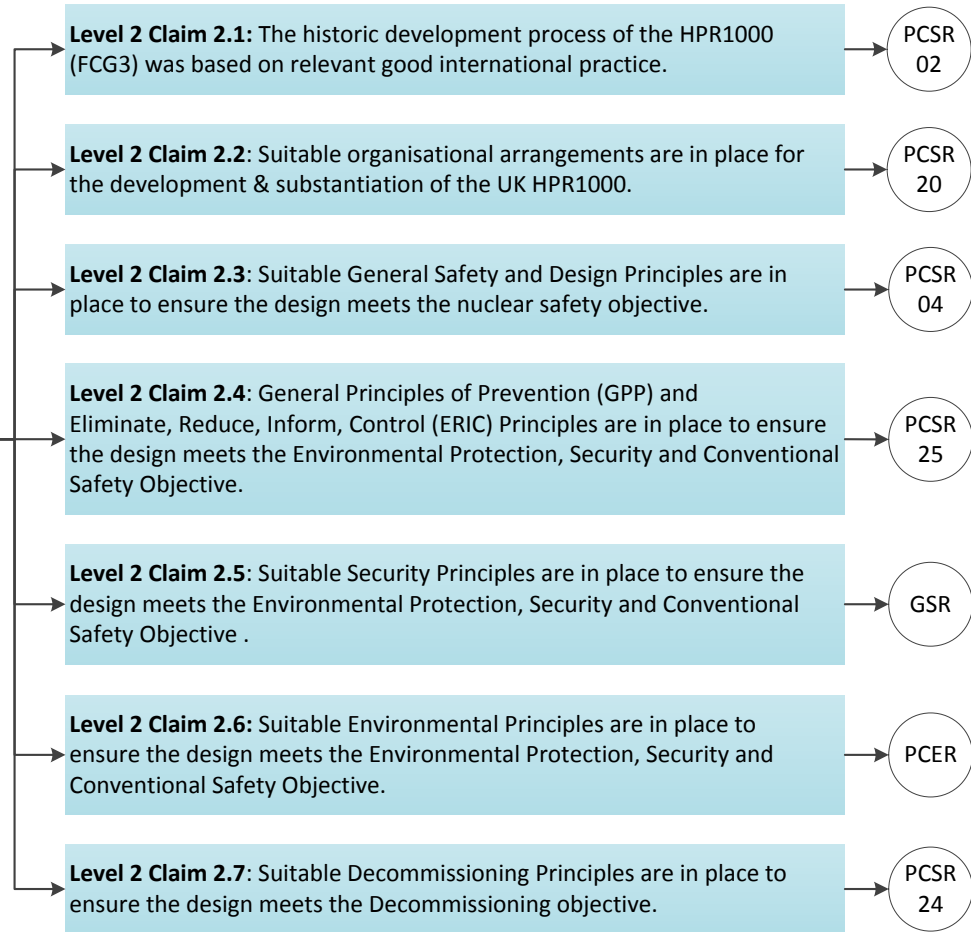 Level 2 Claim 2.1: The historic development process of the HPR1000
(FCG3) was based on relevant good international practice.
PCSR
02
Level 2 Claim 2.2: Suitable organisational arrangements are in place for
the development & substantiation of the UK HPR1000.
PCSR
20
Level 2 Claim 2.3: Suitable General Safety and Design Principles are in
place to ensure the design meets the nuclear safety objective.
PCSR
04
Level 2 Claim 2.4: General Principles of Prevention (GPP) and
Eliminate, Reduce, Inform, Control (ERIC) Principles are in place to ensure
the design meets the Environmental Protection, Security and Conventional
Safety Objective.
PCSR
25
Level 2 Claim 2.5: Suitable Security Principles are in place to ensure the
design meets the Environmental Protection, Security and Conventional
Safety Objective .
GSR
Level 2 Claim 2.6: Suitable Environmental Principles are in place to
ensure the design meets the Environmental Protection, Security and
Conventional Safety Objective.
PCER
Level 2 Claim 2.7: Suitable Decommissioning Principles are in place to
ensure the design meets the Decommissioning objective.
PCSR
24